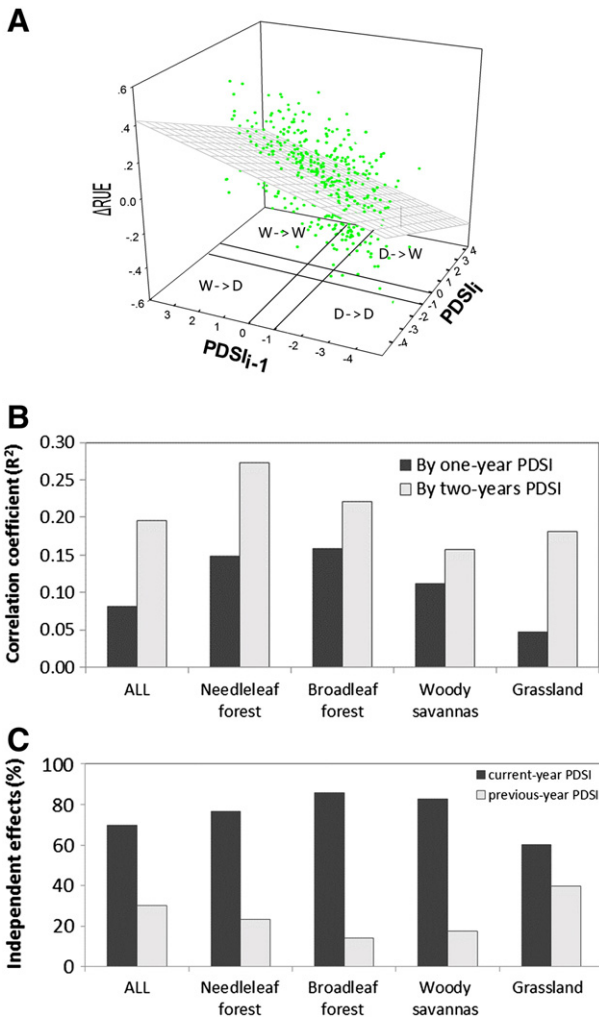 A
.6
.4
.2
0.0
-.2
-.4
-.6
ΔRUE
W->W
D->W
W->D
D->D
3
2
1
0
-1
-2
-3
-4
PDSIi-1
4
3
2
1
0
-1
-2
-3
-4
PDSIi
B
Correlation coefficient (R²)
0.30
0.25
0.20
0.15
0.10
0.05
0.00
By one-year PDSI
By two-years PDSI
ALL
Needleleaf forest
Broadleaf forest
Woody savannas
Grassland
C
Independent effects (%)
100
80
60
40
20
0
current-year PDSI
previous-year PDSI
ALL
Needleleaf forest
Broadleaf forest
Woody savannas
Grassland